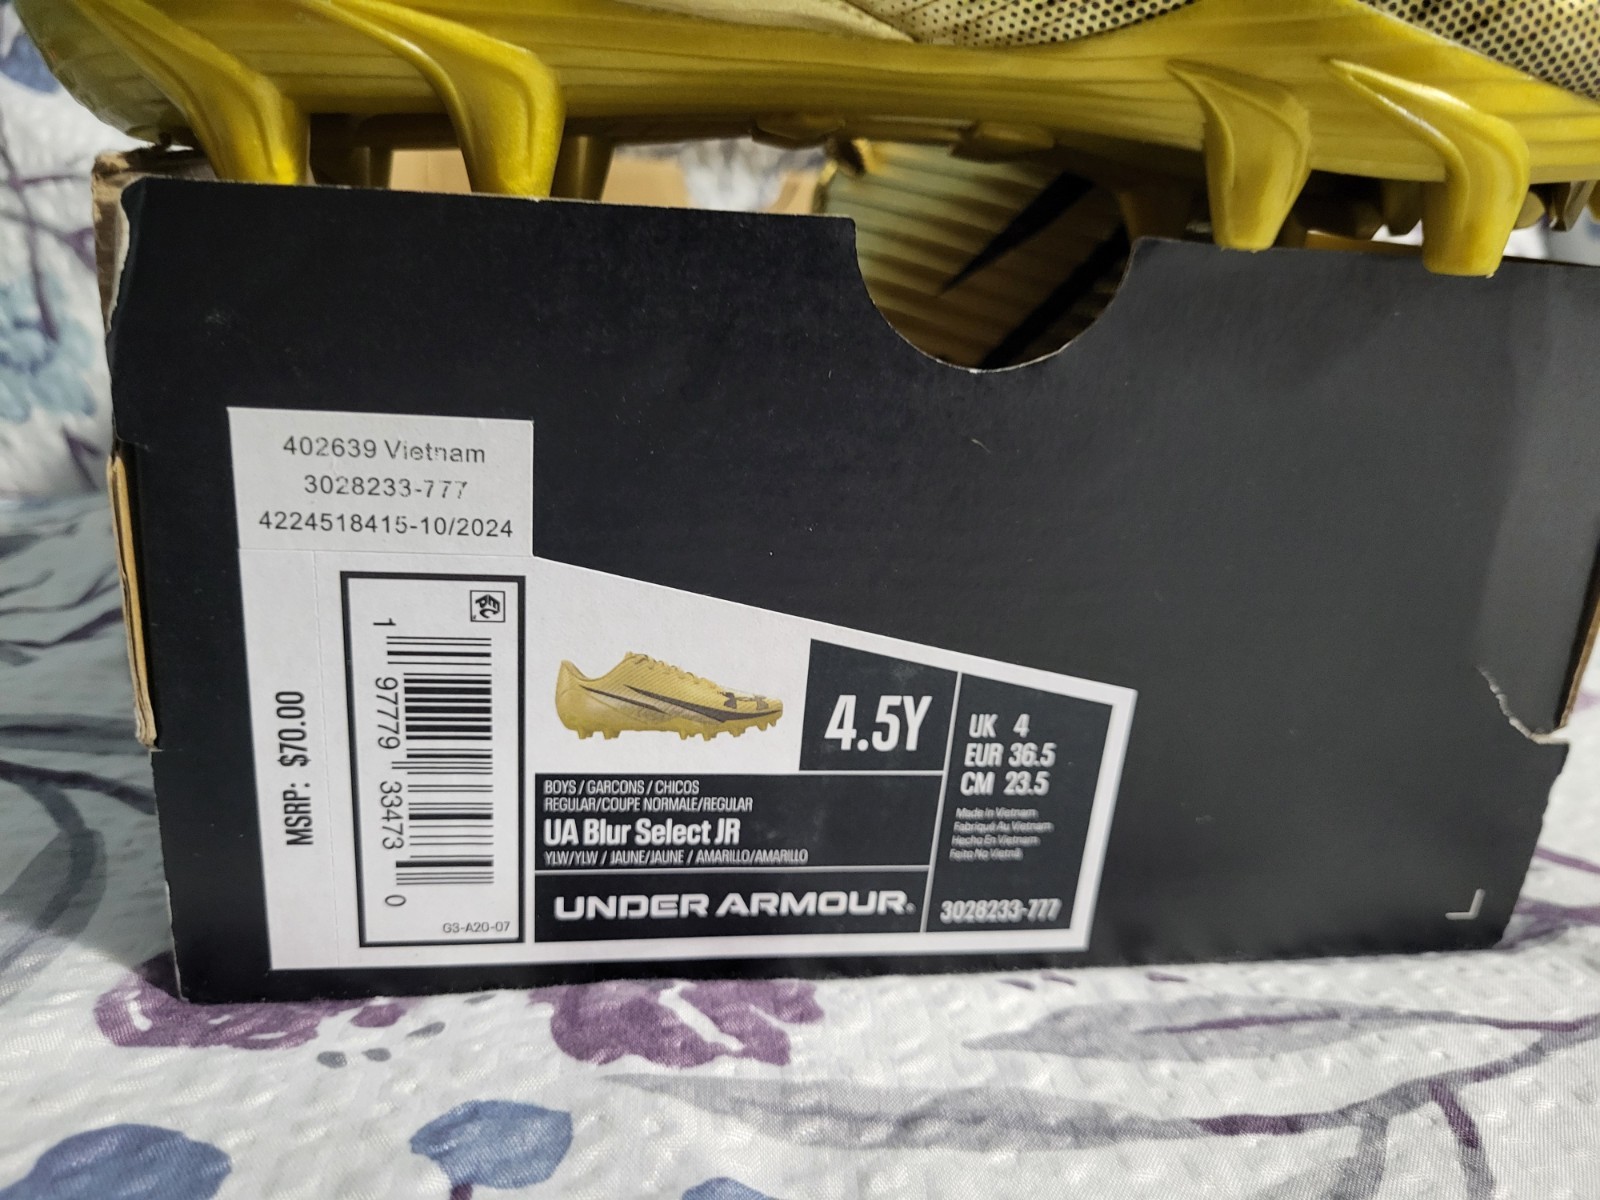 402639 Vietnam
3028233-777
4224518415-10/2024
MSRP: $70.00
1 97779 33473 0
G3-A20-07
4.5Y
UK 4
EUR 36.5
CM 23.5
Made in Vietnam
Fabriqué Au Vietnam
Hecho En Vietnam
Feito No Vietnã
3028233-777
BOYS / GARCONS / CHICOS
REGULAR/COUPE NORMALE/REGULAR
UA Blur Select JR
YLW/YLW / JAUNE/JAUNE / AMARILLO/AMARILLO
UNDER ARMOUR.